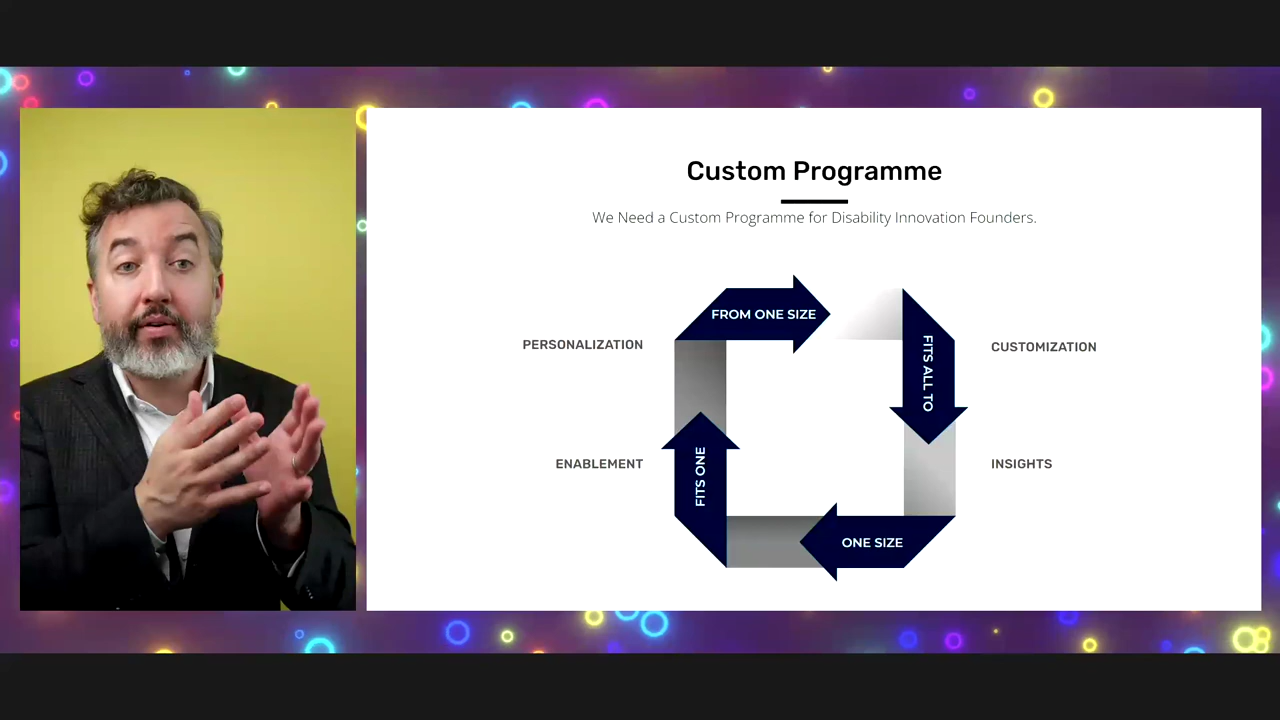 Custom Programme
We Need a Custom Programme for Disability Innovation Founders.
FROM ONE SIZE
FITS ALL TO
ONE SIZE
FITS ONE
PERSONALIZATION
CUSTOMIZATION
ENABLEMENT
INSIGHTS